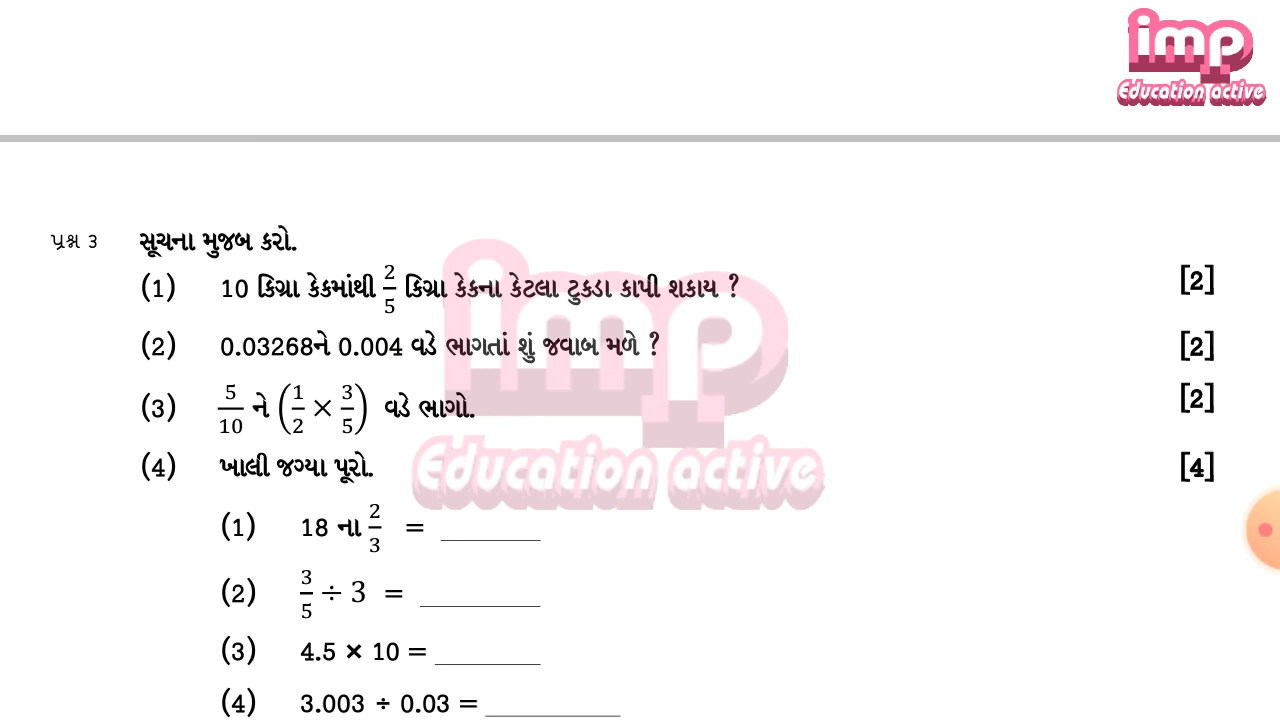 imp
Education active
પ્રશ્ન 3 સૂચના મુજબ કરો.
(1) 10 કિગ્રા કેકમાંથી 2/5 કિગ્રા કેકના કેટલા ટુકડા કાપી શકાય ? [2]
(2) 0.03268ને 0.004 વડે ભાગતાં શું જવાબ મળે ? [2]
(3) 5/10 ને (1/2 × 3/5) વડે ભાગો. [2]
(4) ખાલી જગ્યા પૂરો. [4]
(1) 18 ના 2/3 = ________
(2) 3/5 ÷ 3 = ________
(3) 4.5 × 10 = ________
(4) 3.003 ÷ 0.03 = ________
imp
Education active